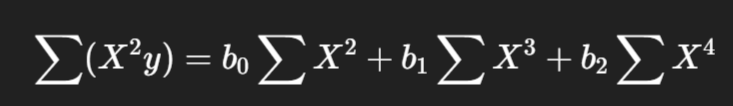 ∑(X²y) = b₀ ∑ X² + b₁ ∑ X³ + b₂ ∑ X⁴